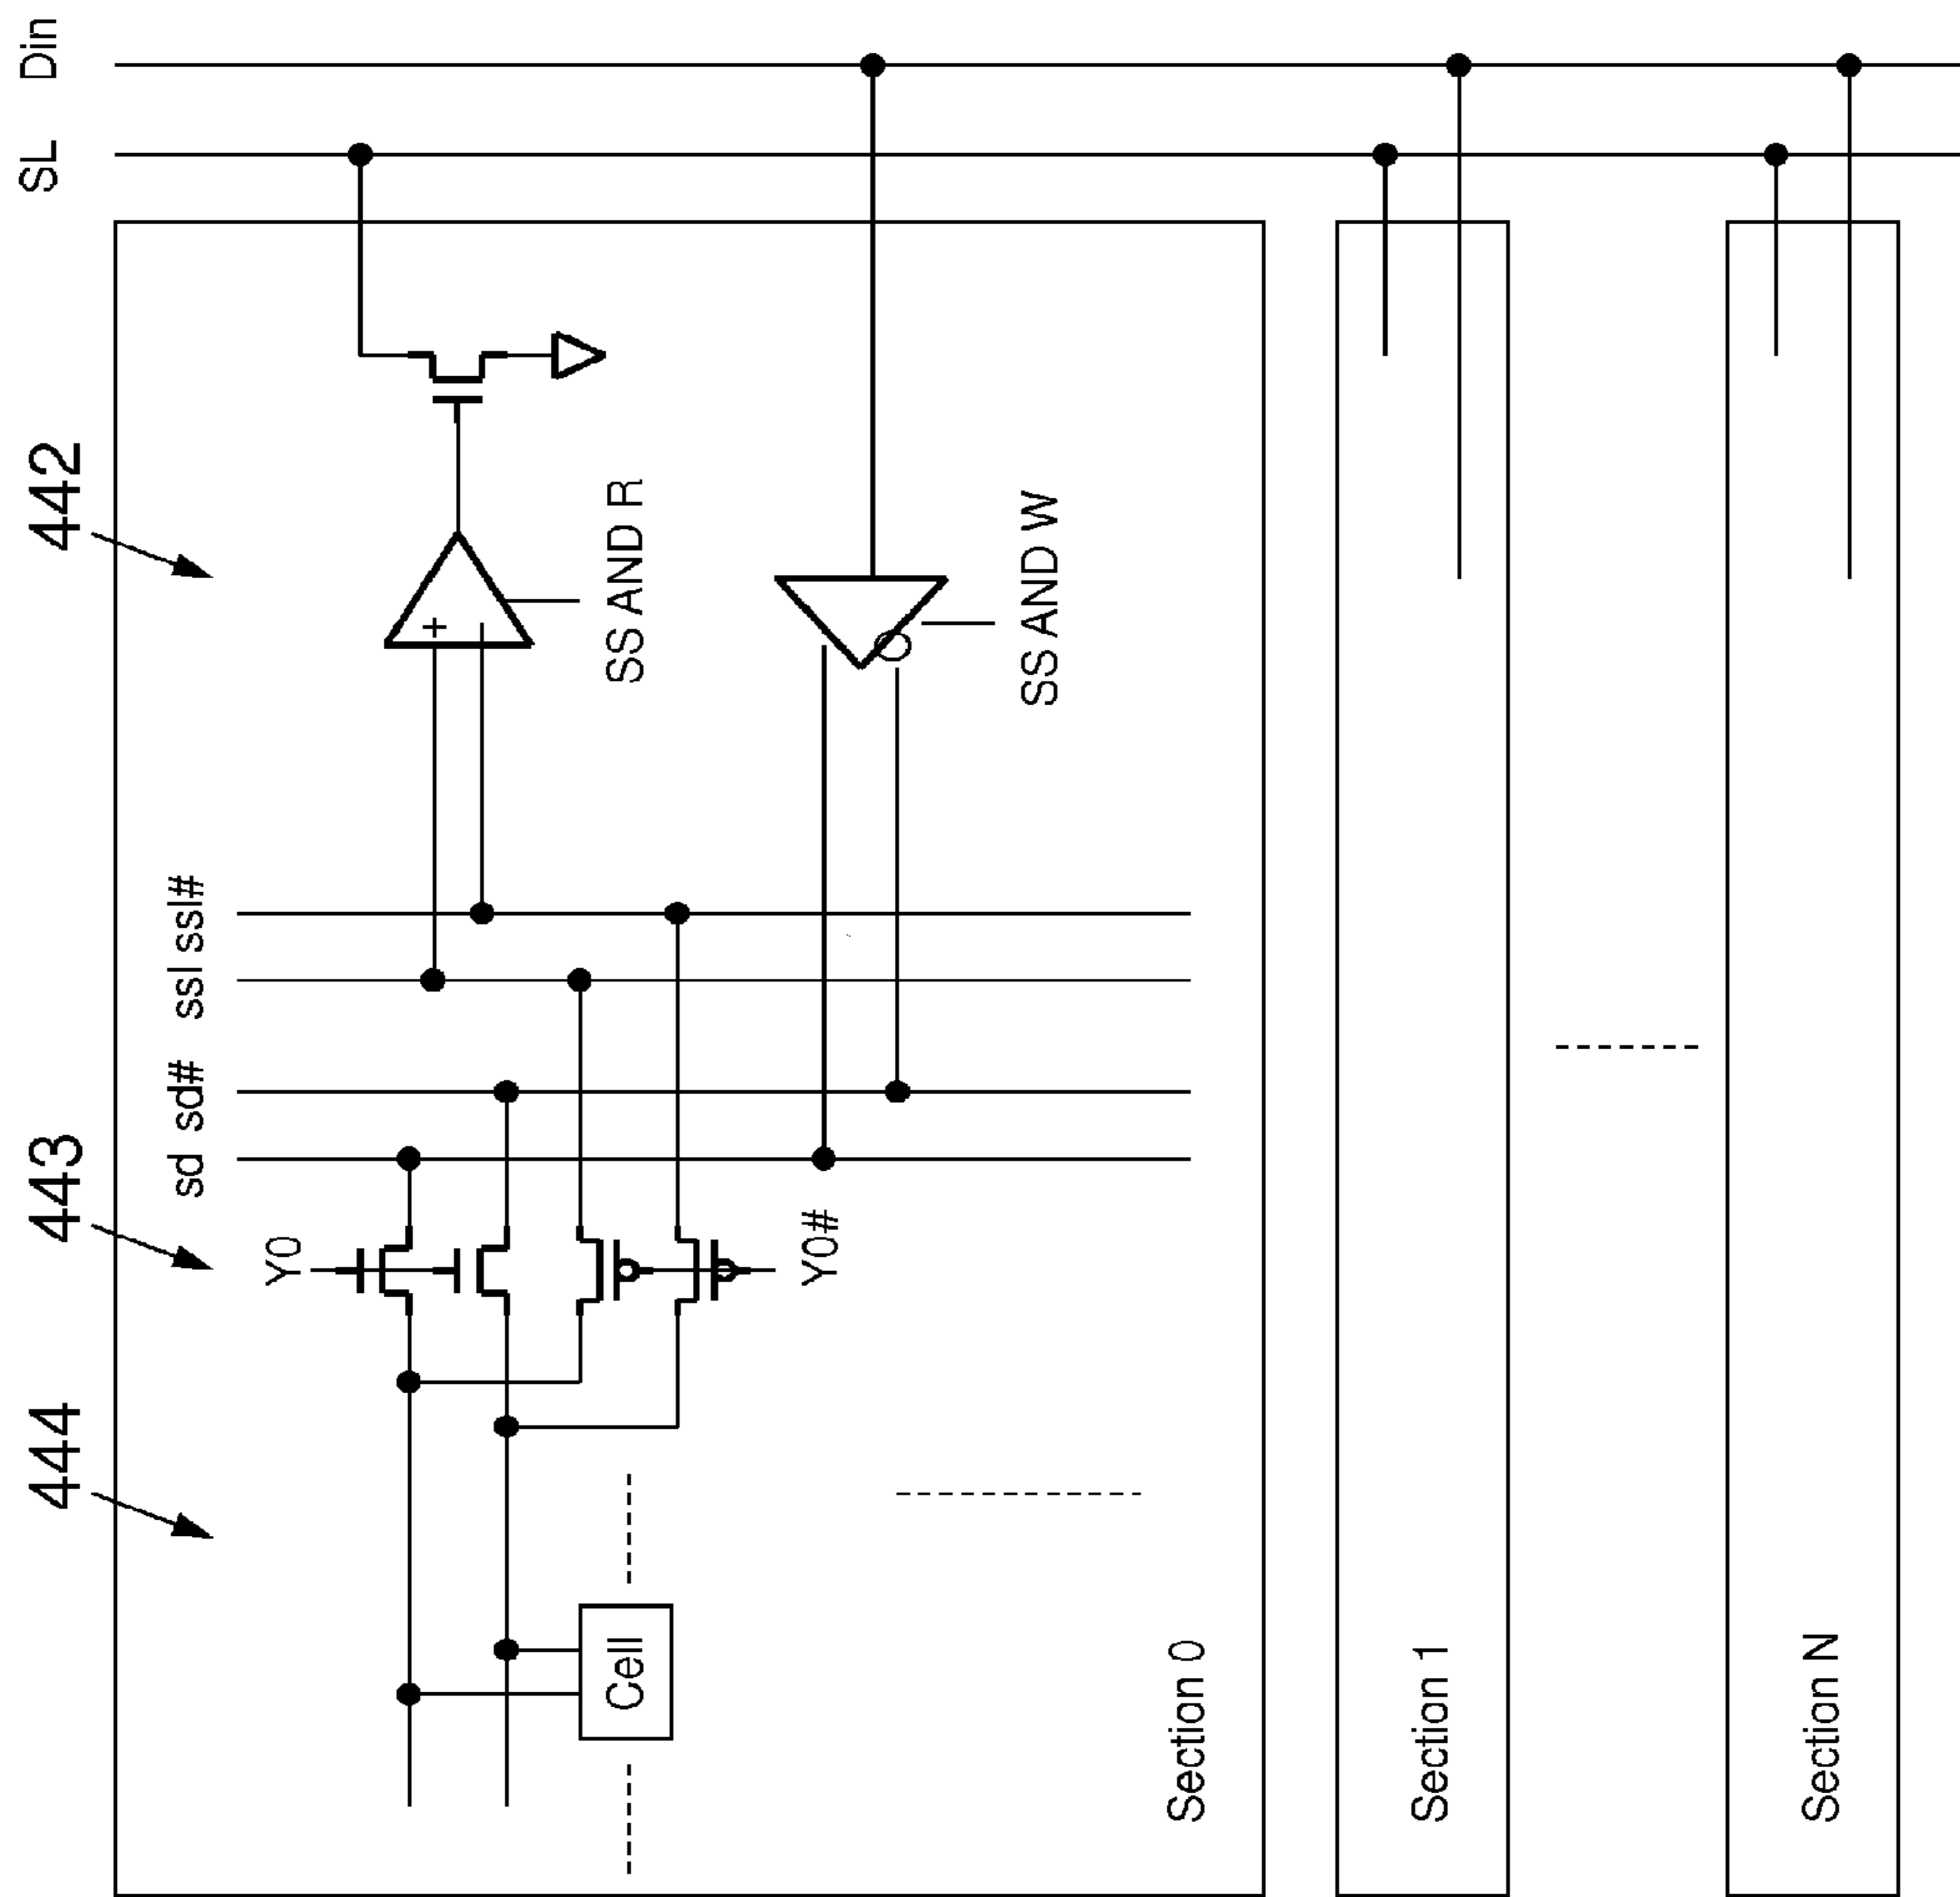 444
443
442
Y0
sd sd# ssl ssl#
SL Din
+
SS AND R
Cell
Y0#
SS AND W
Section 0
Section 1
Section N